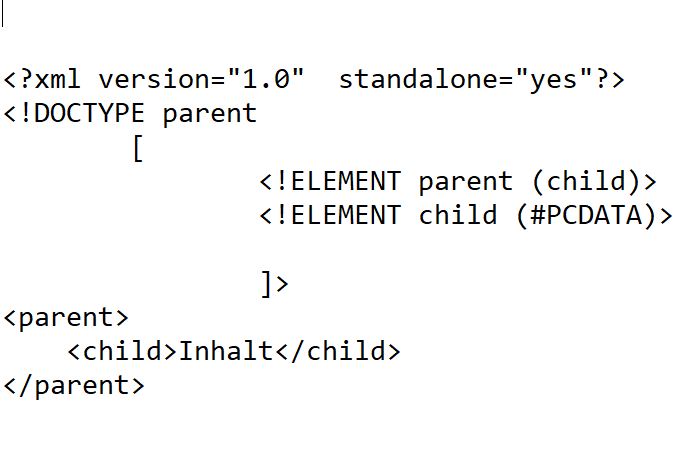 <?xml version="1.0"  standalone="yes"?>
<!DOCTYPE parent
[
<!ELEMENT parent (child)>
<!ELEMENT child (#PCDATA)>
]>
<parent>
<child>Inhalt</child>
</parent>